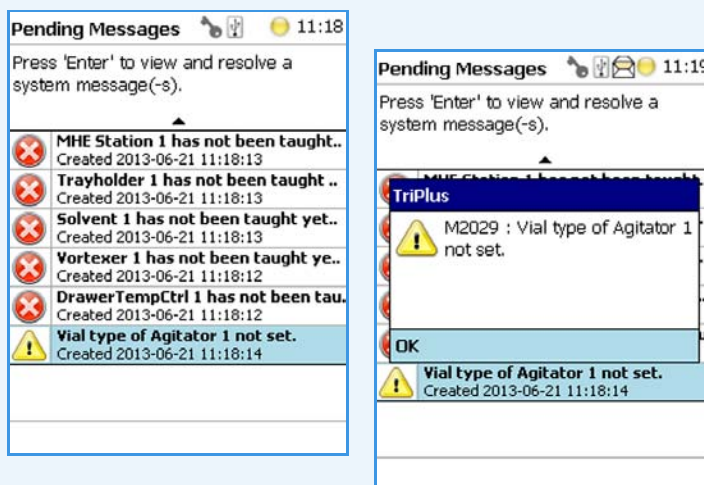 Pending Messages 11:18
Press 'Enter' to view and resolve a
system message(-s).
MHE Station 1 has not been taught..
Created 2013-06-21 11:18:13
Trayholder 1 has not been taught ..
Created 2013-06-21 11:18:13
Solvent 1 has not been taught yet..
Created 2013-06-21 11:18:13
Vortexer 1 has not been taught ye..
Created 2013-06-21 11:18:12
DrawerTempCtrl 1 has not been tau.
Created 2013-06-21 11:18:12
Vial type of Agitator 1 not set.
Created 2013-06-21 11:18:14
Pending Messages 11:19
Press 'Enter' to view and resolve a
system message(-s).
TriPlus
M2029 : Vial type of Agitator 1
not set.
OK
Vial type of Agitator 1 not set.
Created 2013-06-21 11:18:14